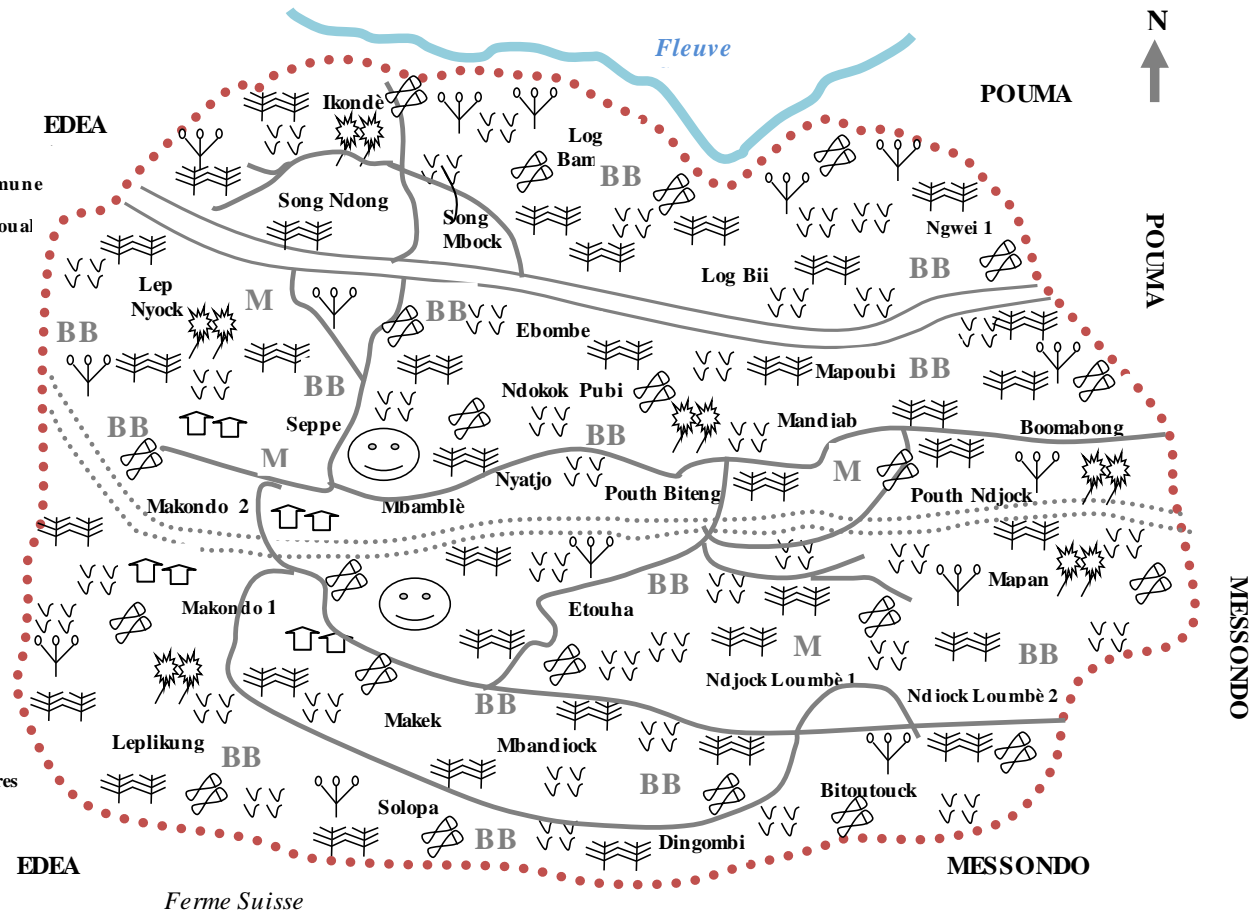 N
Fleuve
POUMA
Ikondè
EDEA
Log
Bam
BB
mune
Song Ndong
oual
Song
Mbock
Ngwei 1
POUMA
BB
Log Bii
Lep
Nyock
M
BB
BB
Ebombe
BB
Mapoubi
BB
Ndokok Pubi
Seppe
Mandjab
Boomabong
BB
BB
M
Nyatjo
M
Pouth Biteng
Pouth Ndjock
Makondo 2
Mbamblè
Mapan
BB
Makondo 1
Etouha
MESSONDO
M
BB
Ndjock Loumbè 1
Ndjock Loumbè 2
BB
Makek
Leplikung
Mbandjock
BB
BB
res
Bitoutouck
Solopa
BB
Dingombi
EDEA
MESSONDO
Ferme Suisse